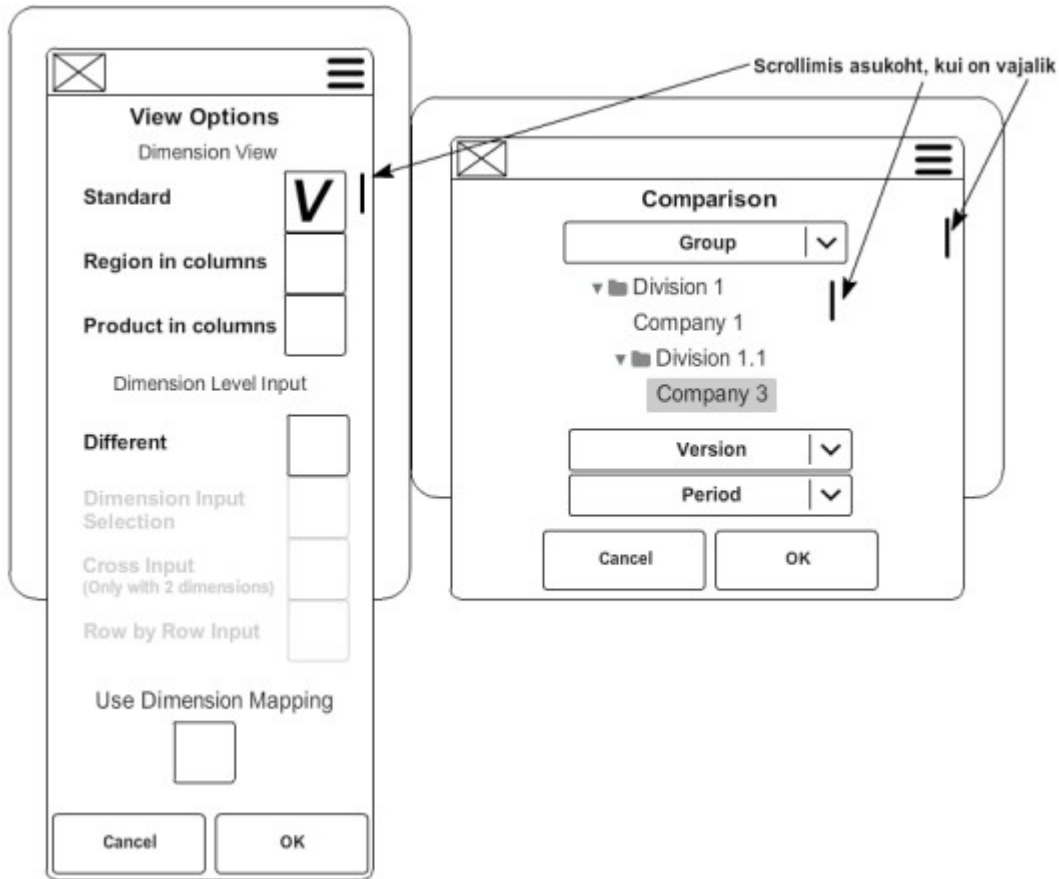 Scrollimis asukoht, kui on vajalik
View Options
Dimension View
Standard
V
Region in columns
Product in columns
Dimension Level Input
Different
Dimension Input
Selection
Cross Input
(Only with 2 dimensions)
Row by Row Input
Use Dimension Mapping
Cancel
OK
Comparison
Group
Division 1
Company 1
Division 1.1
Company 3
Version
Period
Cancel
OK